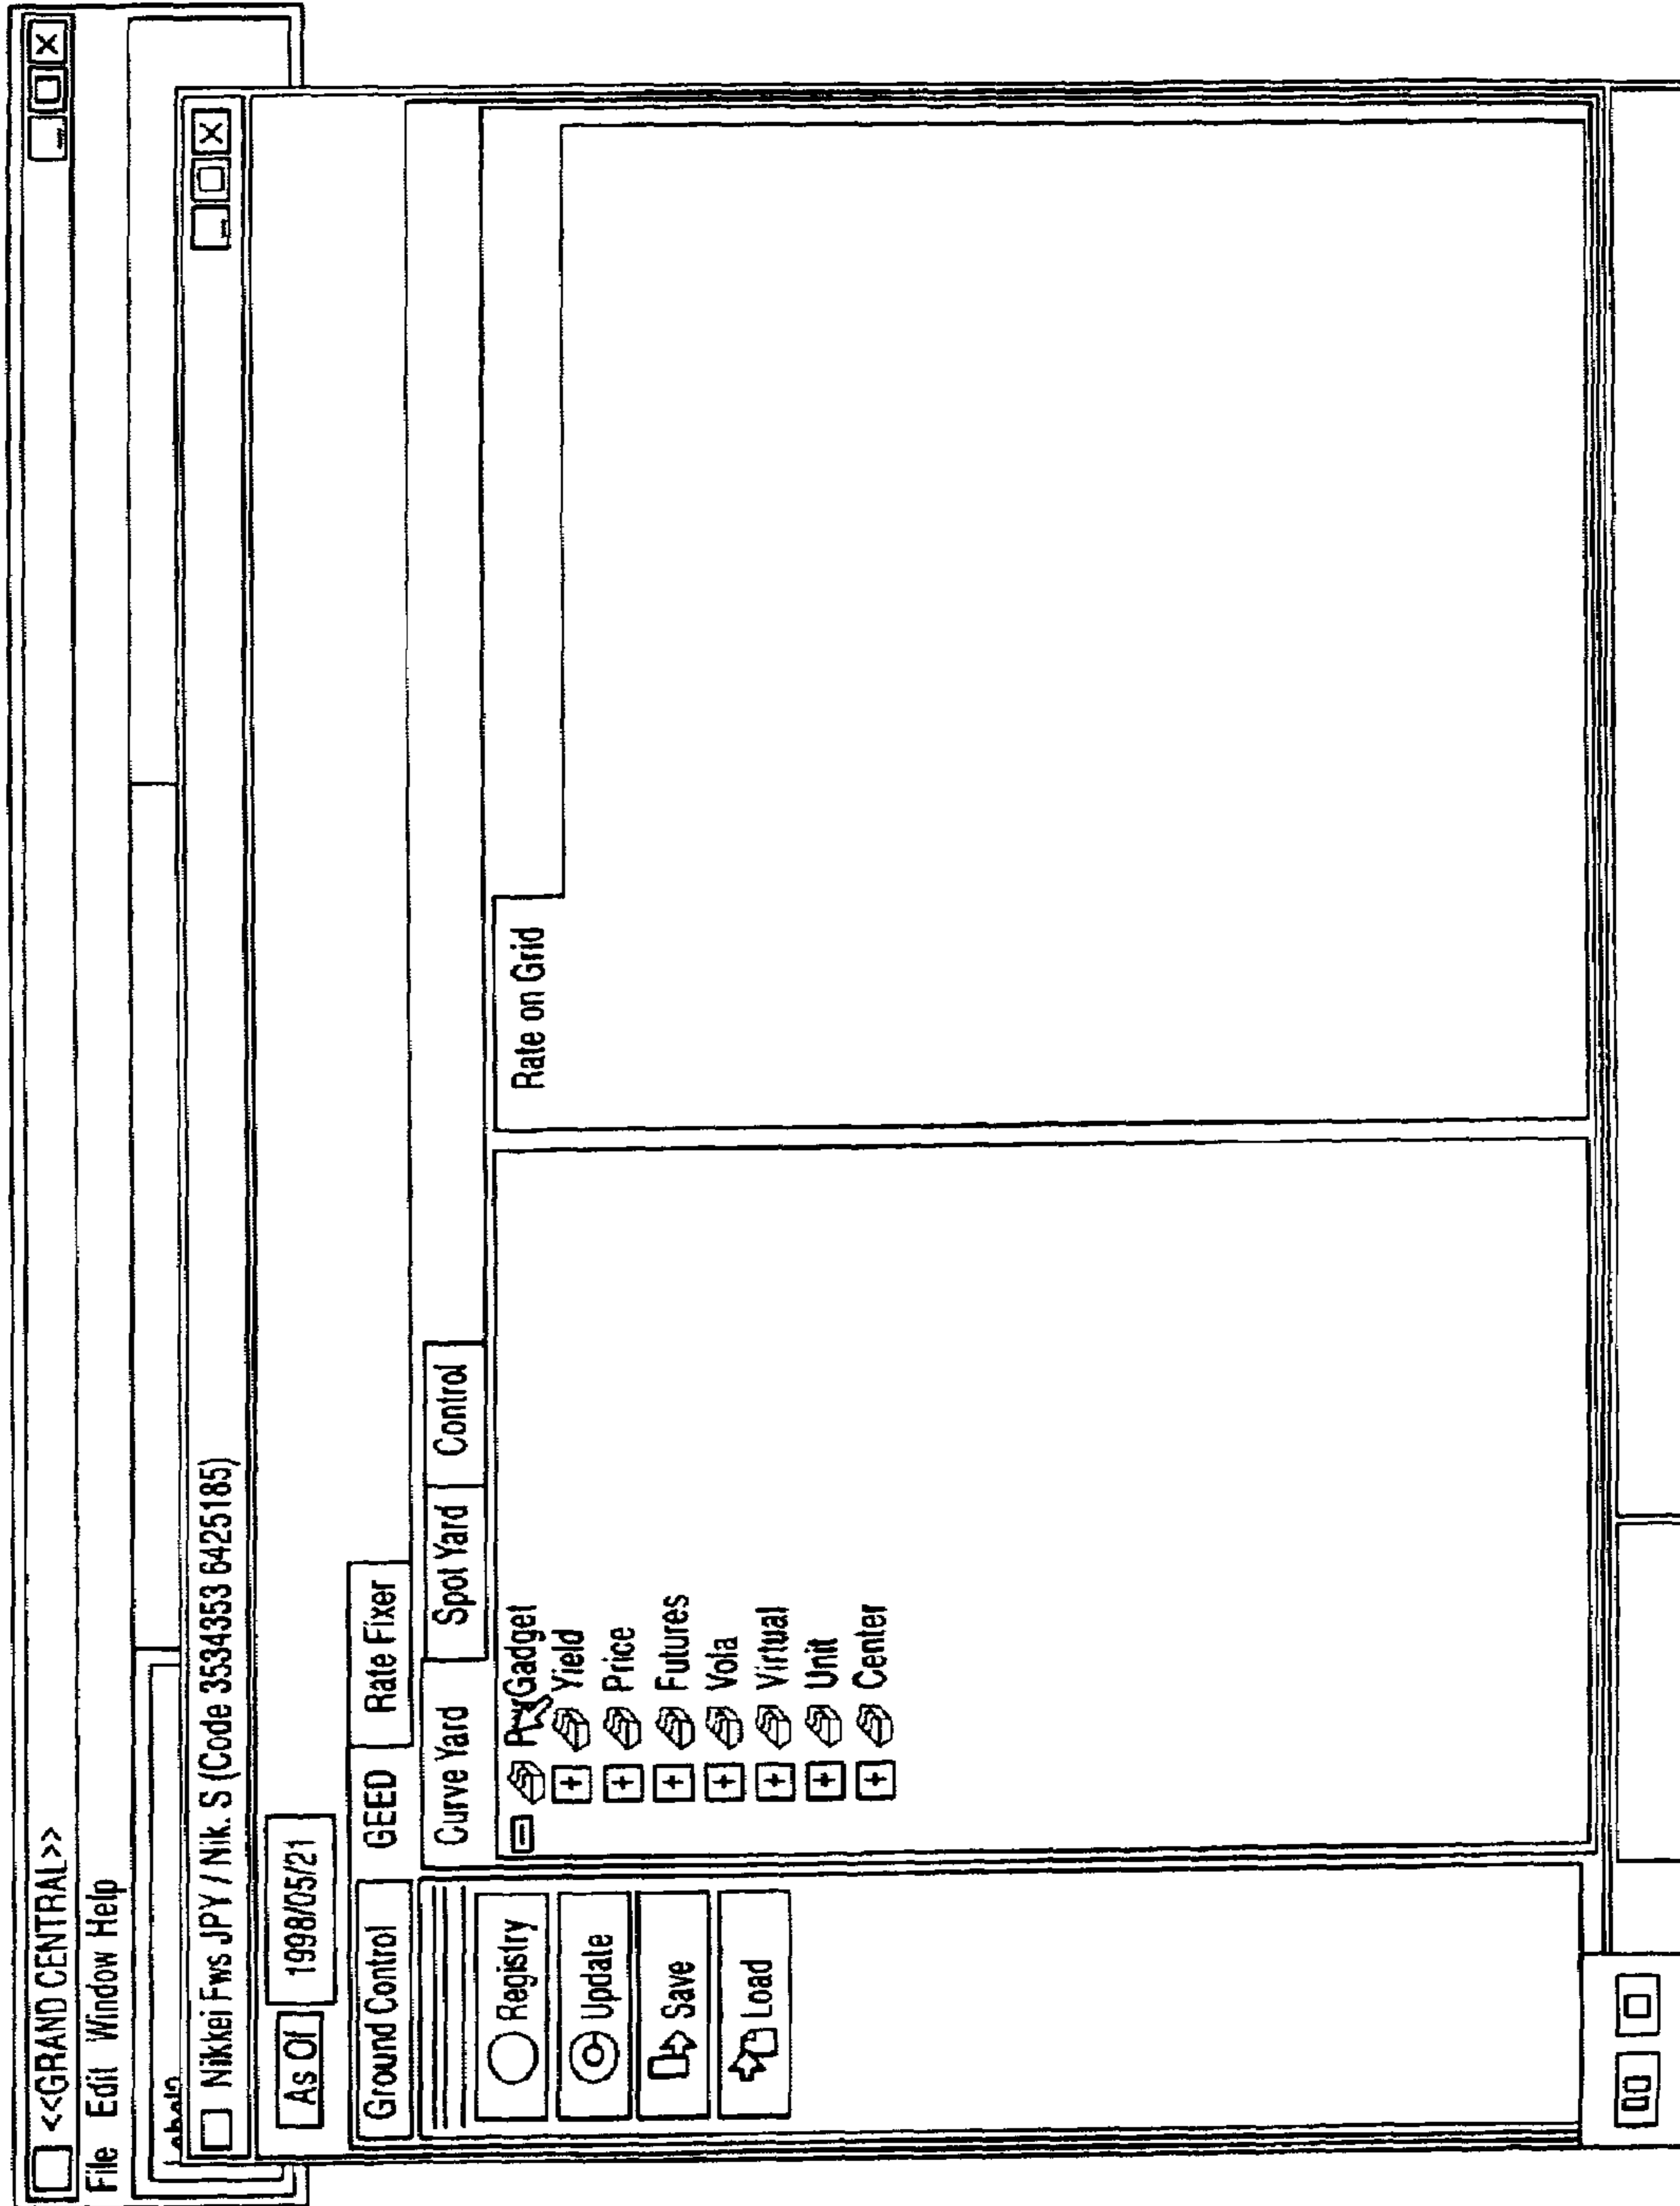 <<GRAND CENTRAL>>
File Edit Window Help
Nikkei Fws JPY / Nik. S (Code 3534353 6425185)
As Of 1998/05/21
Ground Control GEED Rate Fixer
Curve Yard Spot Yard Control
Registry
Update
Save
Load
Yield
Price
Futures
Vola
Virtual
Unit
Center
Rate on Grid